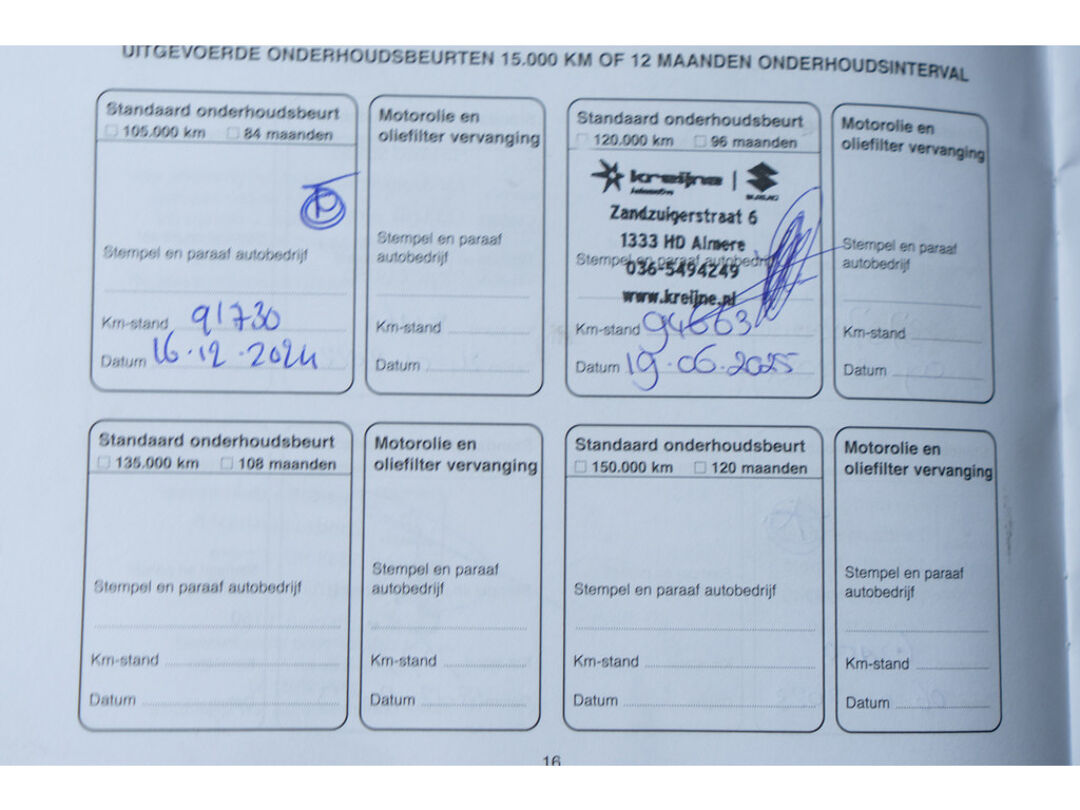 UITGEVOERDE ONDERHOUDSBEURTEN 15.000 KM OF 12 MAANDEN ONDERHOUDSINTERVAL
Standaard onderhoudsbeurt
105.000 km 84 maanden
Stempel en paraaf autobedrijf
Km-stand 91730
Datum 16.12.2024
Motorolie en
oliefilter vervanging
Stempel en paraaf
autobedrijf
Km-stand
Datum
Standaard onderhoudsbeurt
120.000 km 96 maanden
kreijne
Automotive
SUZUKI
Zandzuigerstraat 6
1333 HD Almere
Stempel en paraaf autobedrijf
036-5494249
www.kreijne.nl
Km-stand 94663
Datum 19.06.2025
Motorolie en
oliefilter vervanging
Stempel en paraaf
autobedrijf
Km-stand
Datum
Standaard onderhoudsbeurt
135.000 km 108 maanden
Stempel en paraaf autobedrijf
Km-stand
Datum
Motorolie en
oliefilter vervanging
Stempel en paraaf
autobedrijf
Km-stand
Datum
Standaard onderhoudsbeurt
150.000 km 120 maanden
Stempel en paraaf autobedrijf
Km-stand
Datum
Motorolie en
oliefilter vervanging
Stempel en paraaf
autobedrijf
Km-stand
Datum
16